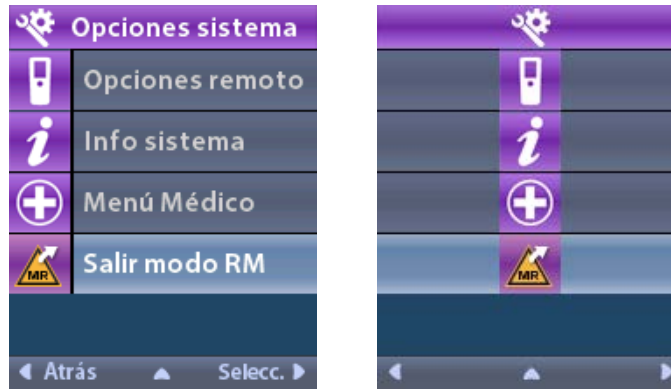 Opciones sistema
Opciones remoto
i
Info sistema
Menú Médico
MR
Salir modo RM
Atrás
Selecc.
i
MR